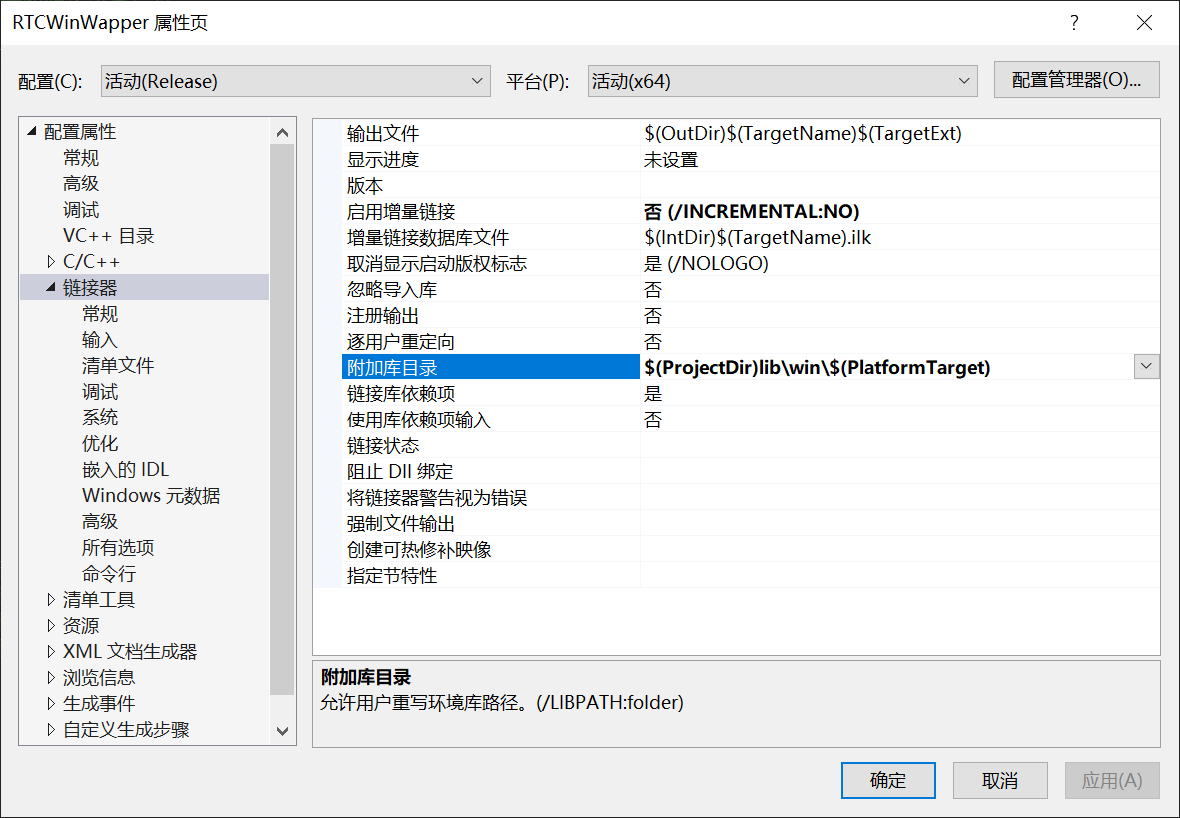 RTCWinWapper 属性页
配置(C): 活动(Release) 平台(P): 活动(x64) 配置管理器(O)...
配置属性
常规
高级
调试
VC++ 目录
C/C++
链接器
常规
输入
清单文件
调试
系统
优化
嵌入的 IDL
Windows 元数据
高级
所有选项
命令行
清单工具
资源
XML 文档生成器
浏览信息
生成事件
自定义生成步骤
输出文件 $(OutDir)$(TargetName)$(TargetExt)
显示进度 未设置
版本
启用增量链接 否 (/INCREMENTAL:NO)
增量链接数据库文件 $(IntDir)$(TargetName).ilk
取消显示启动版权标志 是 (/NOLOGO)
忽略导入库 否
注册输出 否
逐用户重定向 否
附加库目录 $(ProjectDir)lib\win\$(PlatformTarget)
链接库依赖项 是
使用库依赖项输入 否
链接状态
阻止 Dll 绑定
将链接器警告视为错误
强制文件输出
创建可热修补映像
指定节特性
附加库目录
允许用户重写环境库路径。(/LIBPATH:folder)
确定 取消 应用(A)